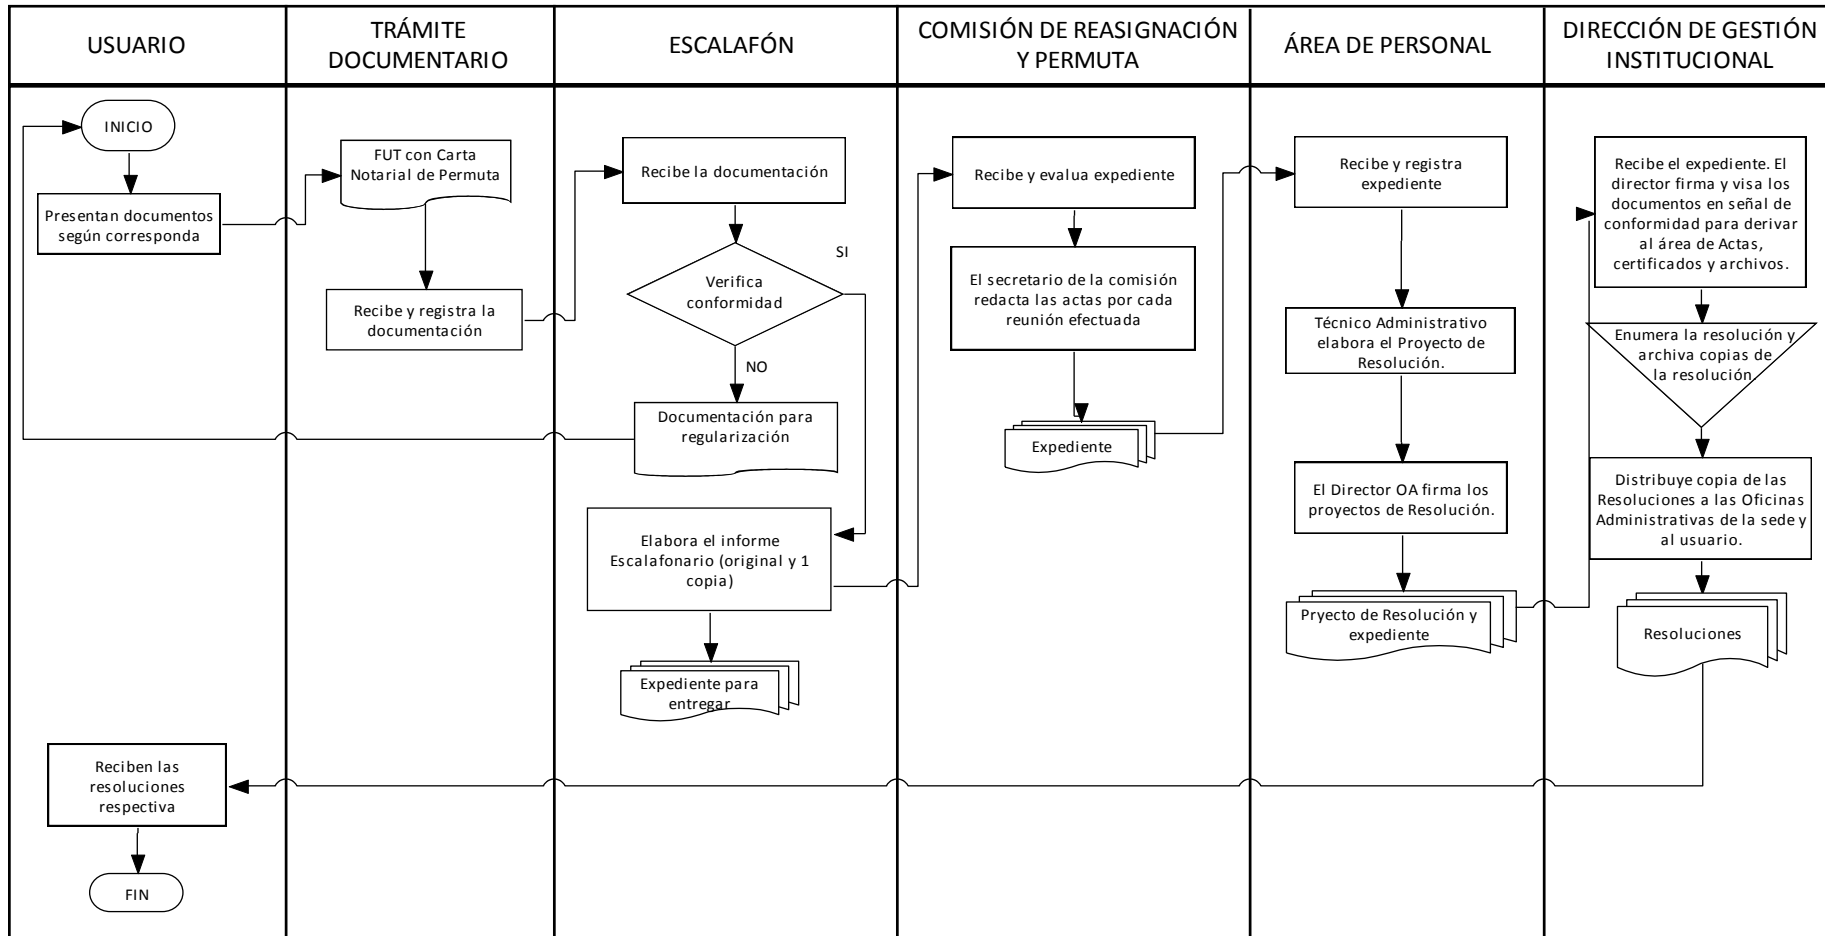 USUARIO
TRÁMITE
DOCUMENTARIO
ESCALAFÓN
COMISIÓN DE REASIGNACIÓN
Y PERMUTA
ÁREA DE PERSONAL
DIRECCIÓN DE GESTIÓN
INSTITUCIONAL
INICIO
Presentan documentos
según corresponda
FUT con Carta
Notarial de Permuta
Recibe y registra la
documentación
Recibe la documentación
Verifica
conformidad
SI
NO
Documentación para
regularización
Elabora el informe
Escalafonario (original y 1
copia)
Expediente para
entregar
Recibe y evalua expediente
El secretario de la comisión
redacta las actas por cada
reunión efectuada
Expediente
Recibe y registra
expediente
Técnico Administrativo
elabora el Proyecto de
Resolución.
El Director OA firma los
proyectos de Resolución.
Pryecto de Resolución y
expediente
Recibe el expediente. El
director firma y visa los
documentos en señal de
conformidad para derivar
al área de Actas,
certificados y archivos.
Enumera la resolución y
archiva copias de
la resolución.
Distribuye copia de las
Resoluciones a las Oficinas
Administrativas de la sede y
al usuario.
Resoluciones
Reciben las
resoluciones
respectiva
FIN